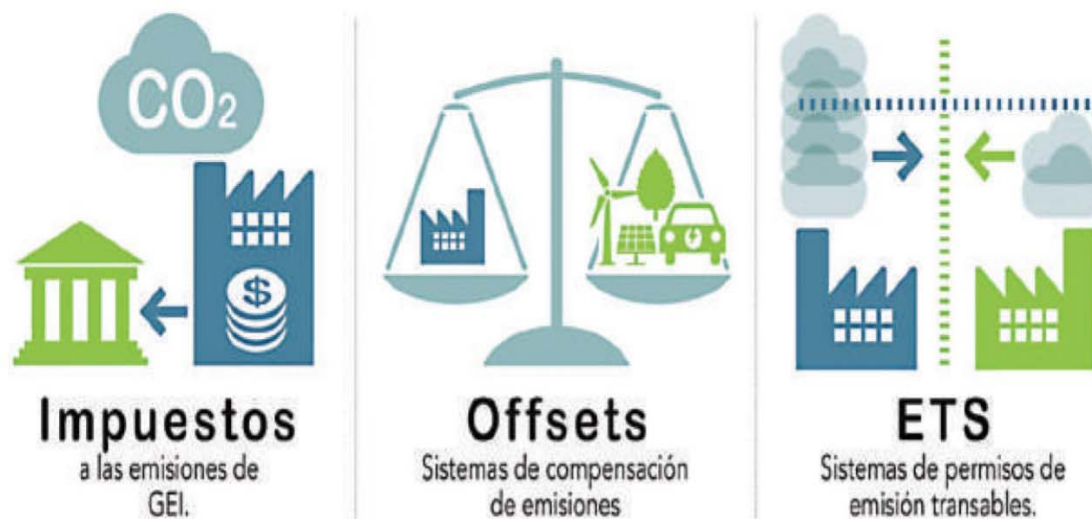 CO₂
$
Impuestos
a las emisiones de
GEI.
Offsets
Sistemas de compensación
de emisiones
ETS
Sistemas de permisos de
emisión transables.